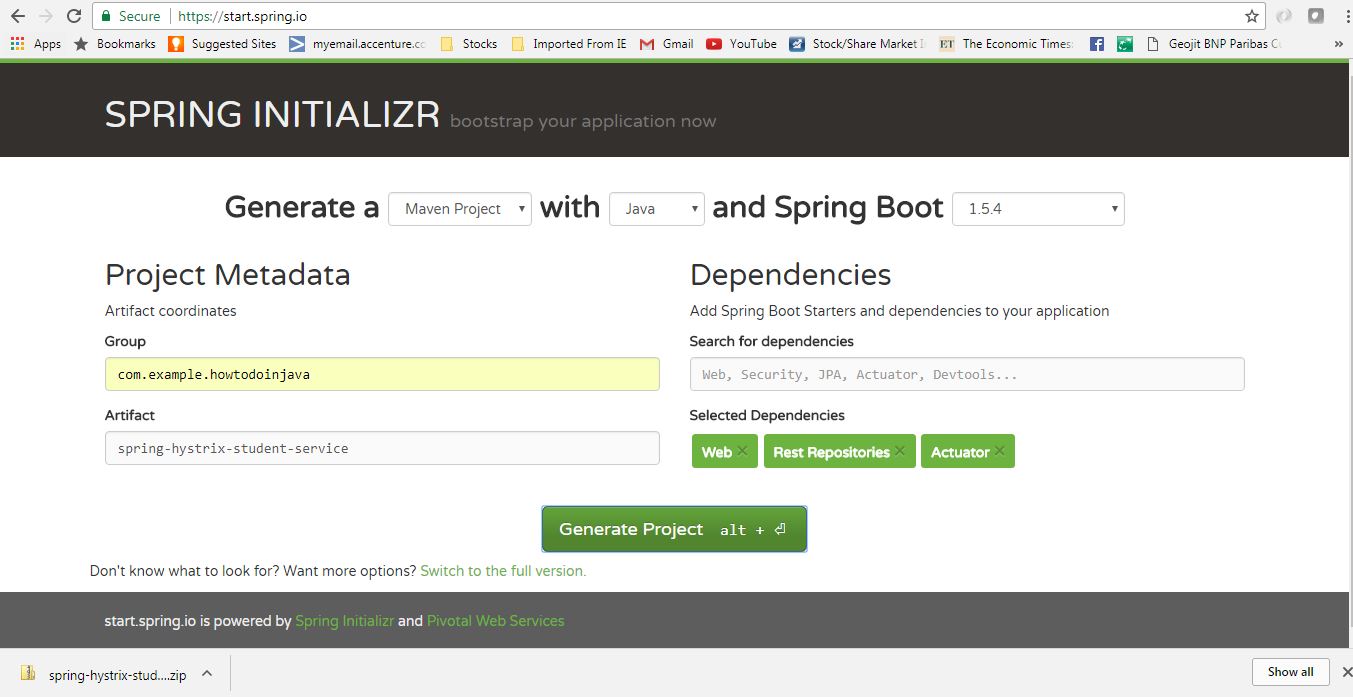 Secure https://start.spring.io
Apps Bookmarks Suggested Sites myemail.accenture.cc Stocks Imported From IE Gmail YouTube Stock/Share Market I ET The Economic Times: Geojit BNP Paribas Cu »
SPRING INITIALIZR bootstrap your application now
Generate a Maven Project with Java and Spring Boot 1.5.4
Project Metadata
Artifact coordinates
Group
com.example.howtodoinjava
Artifact
spring-hystrix-student-service
Dependencies
Add Spring Boot Starters and dependencies to your application
Search for dependencies
Web, Security, JPA, Actuator, Devtools...
Selected Dependencies
Web × Rest Repositories × Actuator ×
Generate Project alt + ⏎
Don't know what to look for? Want more options? Switch to the full version.
start.spring.io is powered by Spring Initializr and Pivotal Web Services
spring-hystrix-stud....zip
Show all